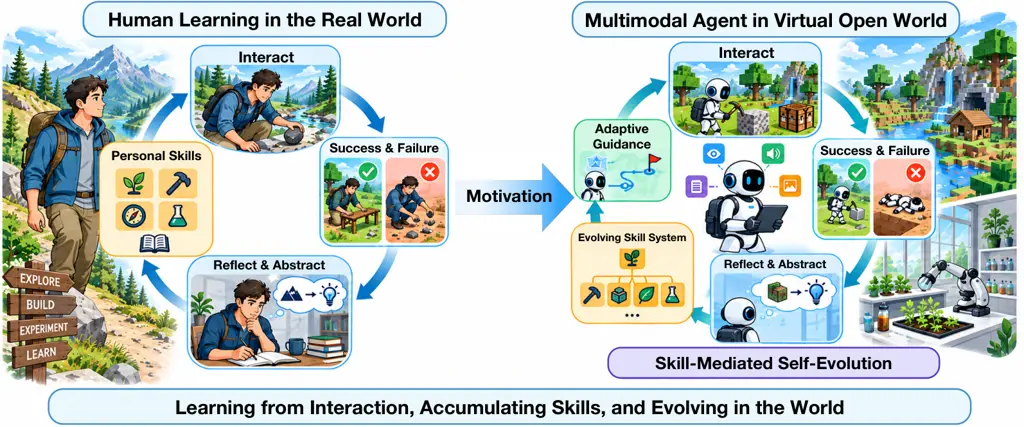 Human Learning in the Real World
Interact
Personal Skills
Success & Failure
Reflect & Abstract
EXPLORE
BUILD
EXPERIMENT
LEARN
Motivation
Multimodal Agent in Virtual Open World
Interact
Adaptive
Guidance
Success & Failure
Evolving Skill System
...
Reflect & Abstract
Skill-Mediated Self-Evolution
Learning from Interaction, Accumulating Skills, and Evolving in the World